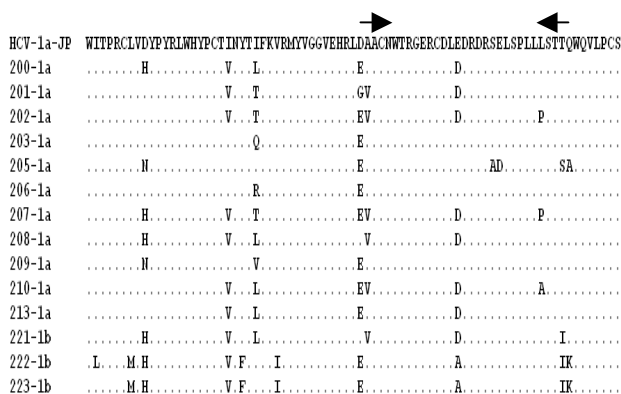 HCV-1a-JP WITPRCLVDYPYRLWHYPCTINYTIFKVRMYVGGVEHRLDAACNWTRGERCDLEDRDRSELSPLLLSTTQWQVLPCS
200-1a ........H...........V...L..............E.............D.......................
201-1a ....................V...T..............GV............D.......................
202-1a ....................V...T..............EV............D...........P...........
203-1a ........................Q..............E.....................................
205-1a ........N..............................E..................AD........SA.......
206-1a ........................R..............E.....................................
207-1a ........H...........V...T..............EV............D...........P...........
208-1a ........H...........V...L...............V............D.......................
209-1a ........N...............V..............E.....................................
210-1a ....................V...L..............EV............D...........A...........
213-1a ....................V...L..............E.............D.......................
221-1b ........H...........V...L...............V............D..............I........
222-1b .L....M.H...........V.F....I...........E.............A..............IK.......
223-1b ......M.H...........V.F....I...........E.............A..............IK.......